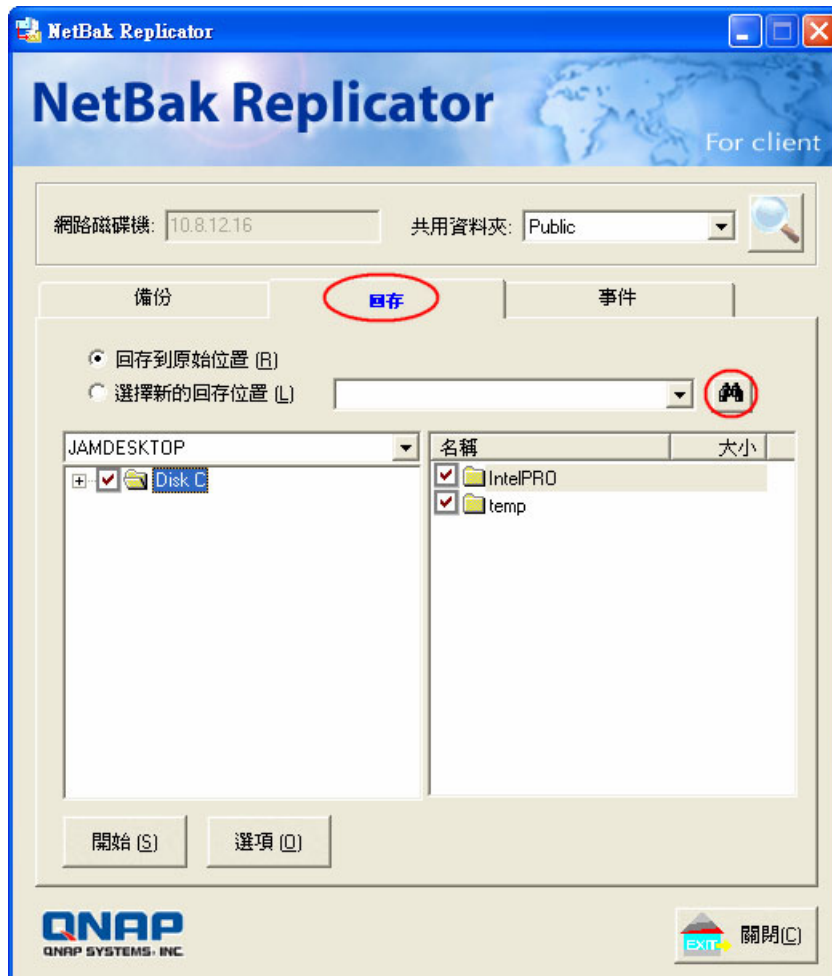 NetBak Replicator
NetBak Replicator
For client
網路磁碟機: 10.8.12.16 共用資料夾: Public
備份 回存 事件
回存到原始位置 (R)
選擇新的回存位置 (L)
JAMDESKTOP 名稱 大小
Disk C IntelPRO
temp
開始 (S) 選項 (O)
QNAP
QNAP SYSTEMS, INC.
EXIT 關閉(C)